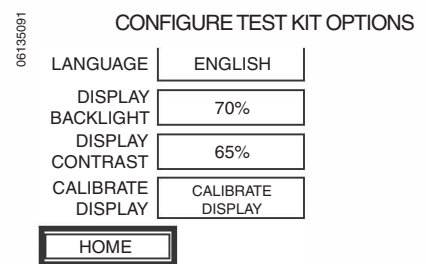 06135091
CONFIGURE TEST KIT OPTIONS
LANGUAGE ENGLISH
DISPLAY
BACKLIGHT 70%
DISPLAY
CONTRAST 65%
CALIBRATE
DISPLAY
CALIBRATE
DISPLAY
HOME